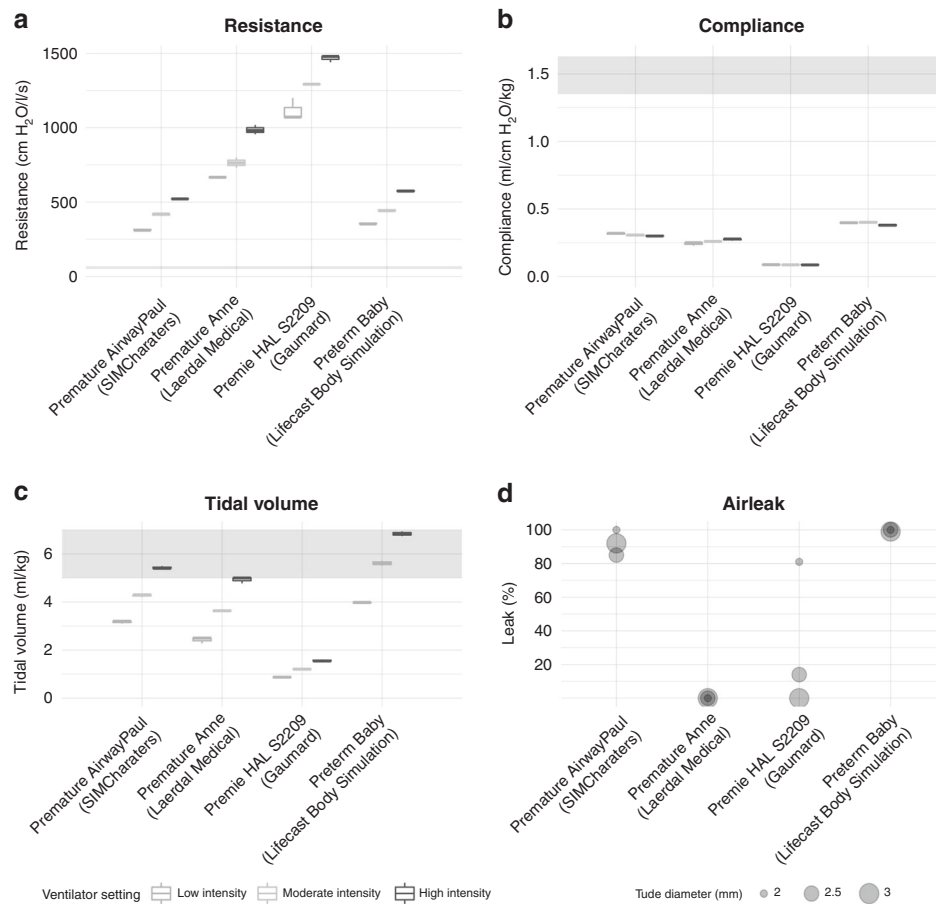 a
Resistance
Resistance (cm H2O/l/s)
1500
1000
500
0
Premature AirwayPaul
(SIMCharaters)
Premature Anne
(Laerdal Medical)
Premie HAL S2209
(Gaumard)
Preterm Baby
(Lifecast Body Simulation)
b
Compliance
Compliance (ml/cm H2O/kg)
1.5
1.0
0.5
0.0
Premature AirwayPaul
(SIMCharaters)
Premature Anne
(Laerdal Medical)
Premie HAL S2209
(Gaumard)
Preterm Baby
(Lifecast Body Simulation)
c
Tidal volume
Tidal volume (ml/kg)
6
4
2
0
Premature AirwayPaul
(SIMCharaters)
Premature Anne
(Laerdal Medical)
Premie HAL S2209
(Gaumard)
Preterm Baby
(Lifecast Body Simulation)
d
Airleak
Leak (%)
100
80
60
40
20
Premature AirwayPaul
(SIMCharaters)
Premature Anne
(Laerdal Medical)
Premie HAL S2209
(Gaumard)
Preterm Baby
(Lifecast Body Simulation)
Ventilator setting Low intensity Moderate intensity High intensity
Tude diameter (mm) 2 2.5 3